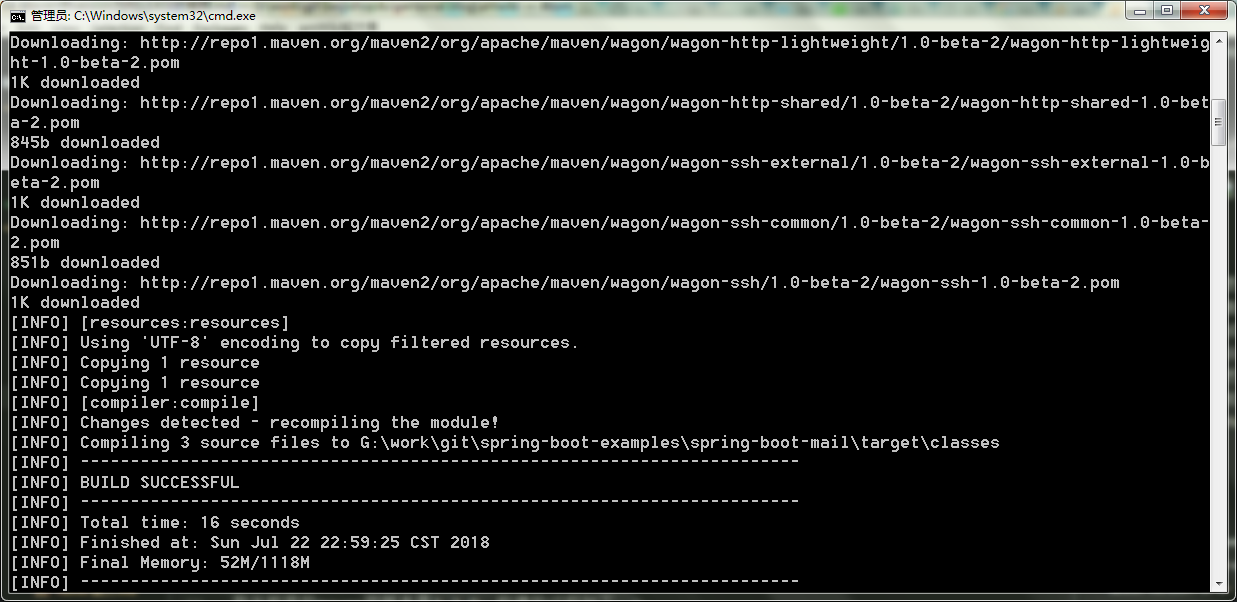 管理员: C:\Windows\system32\cmd.exe
Downloading: http://repo1.maven.org/maven2/org/apache/maven/wagon/wagon-http-lightweight/1.0-beta-2/wagon-http-lightweig
ht-1.0-beta-2.pom
1K downloaded
Downloading: http://repo1.maven.org/maven2/org/apache/maven/wagon/wagon-http-shared/1.0-beta-2/wagon-http-shared-1.0-bet
a-2.pom
845b downloaded
Downloading: http://repo1.maven.org/maven2/org/apache/maven/wagon/wagon-ssh-external/1.0-beta-2/wagon-ssh-external-1.0-b
eta-2.pom
1K downloaded
Downloading: http://repo1.maven.org/maven2/org/apache/maven/wagon/wagon-ssh-common/1.0-beta-2/wagon-ssh-common-1.0-beta-
2.pom
851b downloaded
Downloading: http://repo1.maven.org/maven2/org/apache/maven/wagon/wagon-ssh/1.0-beta-2/wagon-ssh-1.0-beta-2.pom
1K downloaded
[INFO] [resources:resources]
[INFO] Using 'UTF-8' encoding to copy filtered resources.
[INFO] Copying 1 resource
[INFO] Copying 1 resource
[INFO] [compiler:compile]
[INFO] Changes detected - recompiling the module!
[INFO] Compiling 3 source files to G:\work\git\spring-boot-examples\spring-boot-mail\target\classes
[INFO] ------------------------------------------------------------------------
[INFO] BUILD SUCCESSFUL
[INFO] ------------------------------------------------------------------------
[INFO] Total time: 16 seconds
[INFO] Finished at: Sun Jul 22 22:59:25 CST 2018
[INFO] Final Memory: 52M/1118M
[INFO] ------------------------------------------------------------------------